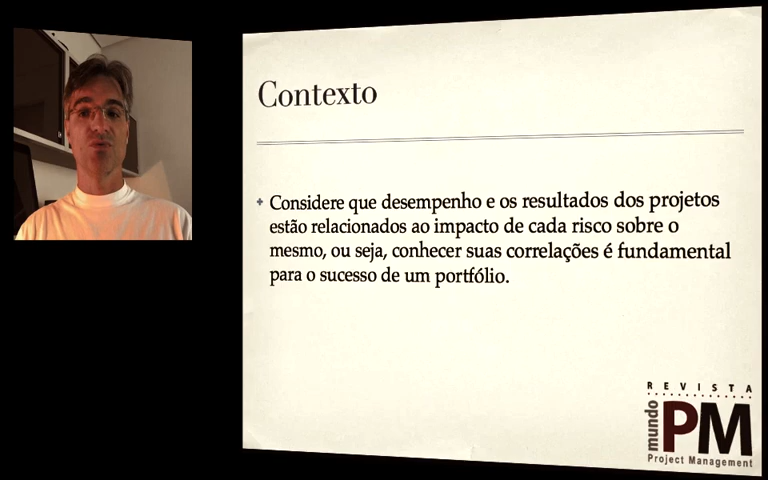 Contexto
Considere que desempenho e os resultados dos projetos
estão relacionados ao impacto de cada risco sobre o
mesmo, ou seja, conhecer suas correlações é fundamental
para o sucesso de um portfólio.
REVISTA
mundo
PM
Project Management